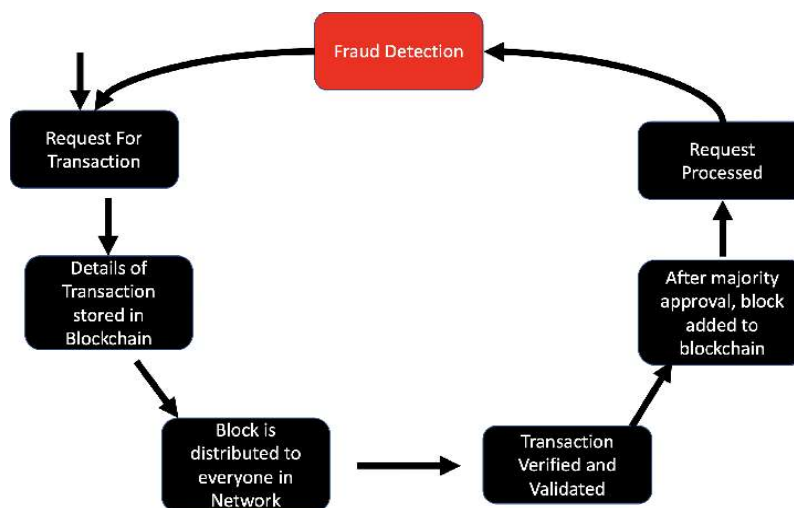 Fraud Detection
Request For
Transaction
Details of
Transaction
stored in
Blockchain
Block is
distributed to
everyone in
Network
Transaction
Verified and
Validated
After majority
approval, block
added to
blockchain
Request
Processed